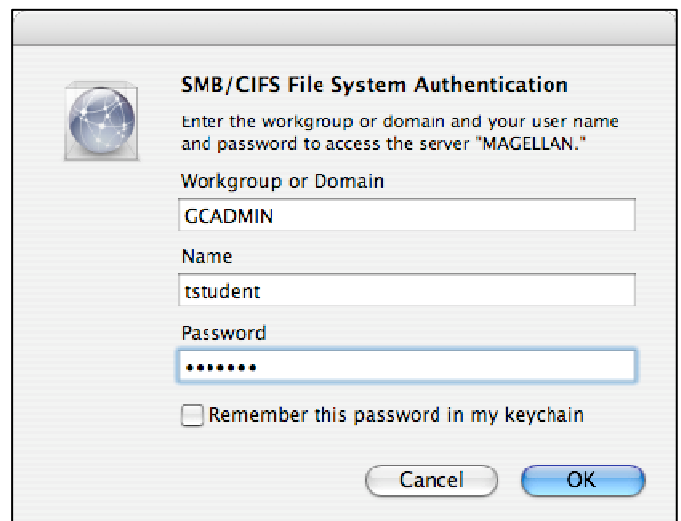 SMB/CIFS File System Authentication
Enter the workgroup or domain and your user name
and password to access the server "MAGELLAN."
Workgroup or Domain
GCADMIN
Name
tstudent
Password
•••••••
Remember this password in my keychain
Cancel OK